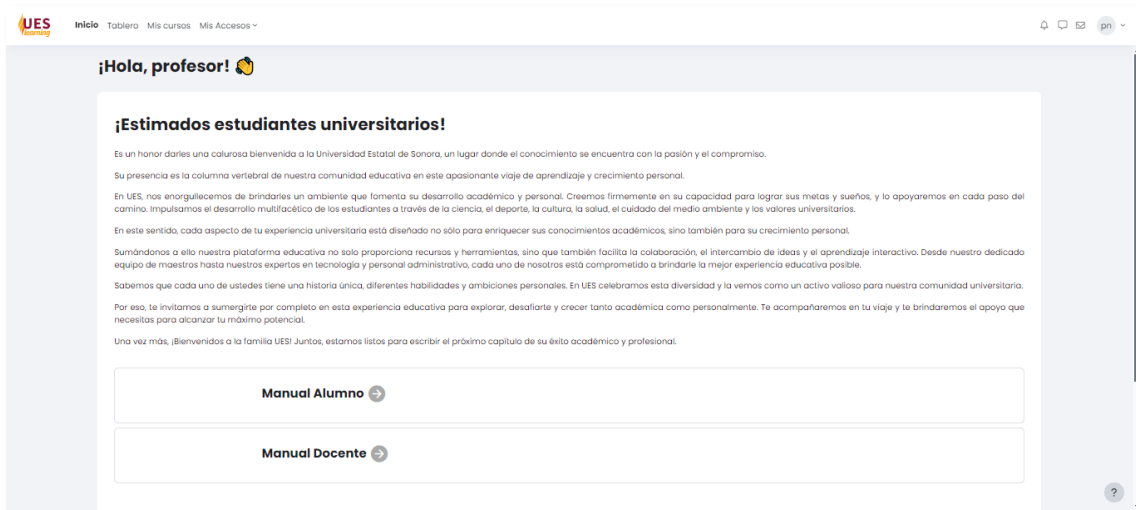 UES
learning
Inicio Tablero Mis cursos Mis Accesos
pn
¡Hola, profesor!
¡Estimados estudiantes universitarios!
Es un honor darles una calurosa bienvenida a la Universidad Estatal de Sonora, un lugar donde el conocimiento se encuentra con la pasión y el compromiso.
Su presencia es la columna vertebral de nuestra comunidad educativa en este apasionante viaje de aprendizaje y crecimiento personal.
En UES, nos enorgullecemos de brindarles un ambiente que fomenta su desarrollo académico y personal. Creemos firmemente en su capacidad para lograr sus metas y sueños, y lo apoyaremos en cada paso del
camino. Impulsamos el desarrollo multifacético de los estudiantes a través de la ciencia, el deporte, la cultura, la salud, el cuidado del medio ambiente y los valores universitarios.
En este sentido, cada aspecto de tu experiencia universitaria está diseñado no sólo para enriquecer sus conocimientos académicos, sino también para su crecimiento personal.
Sumándonos a ello nuestra plataforma educativa no solo proporciona recursos y herramientas, sino que también facilita la colaboración, el intercambio de ideas y el aprendizaje interactivo. Desde nuestro dedicado
equipo de maestros hasta nuestros expertos en tecnología y personal administrativo, cada uno de nosotros está comprometido a brindarle la mejor experiencia educativa posible.
Sabemos que cada uno de ustedes tiene una historia única, diferentes habilidades y ambiciones personales. En UES celebramos esta diversidad y la vemos como un activo valioso para nuestra comunidad universitaria.
Por eso, te invitamos a sumergirte por completo en esta experiencia educativa para explorar, desafiarte y crecer tanto académica como personalmente. Te acompañaremos en tu viaje y te brindaremos el apoyo que
necesitas para alcanzar tu máximo potencial.
Una vez más, ¡Bienvenidos a la familia UES! Juntos, estamos listos para escribir el próximo capítulo de su éxito académico y profesional.
Manual Alumno
Manual Docente
?